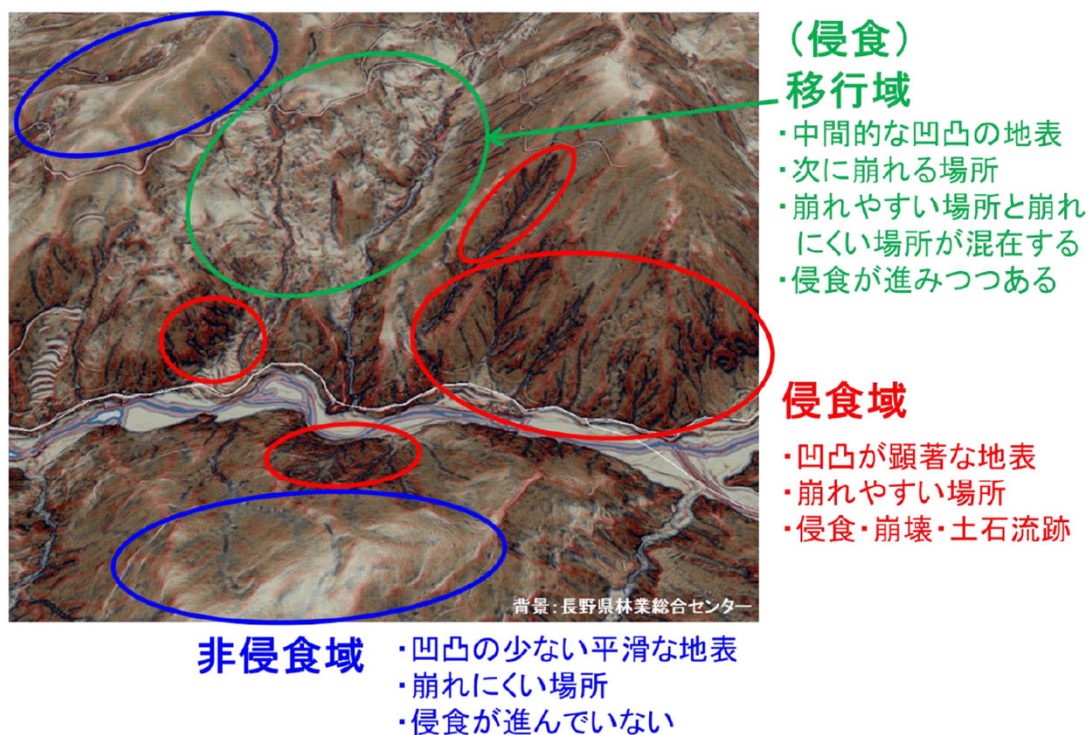 （侵食）
移行域
・中間的な凹凸の地表
・次に崩れる場所
・崩れやすい場所と崩れ
にくい場所が混在する
・侵食が進みつつある
侵食域
・凹凸が顕著な地表
・崩れやすい場所
・侵食・崩壊・土石流跡
背景：長野県林業総合センター
非侵食域
・凹凸の少ない平滑な地表
・崩れにくい場所
・侵食が進んでいない